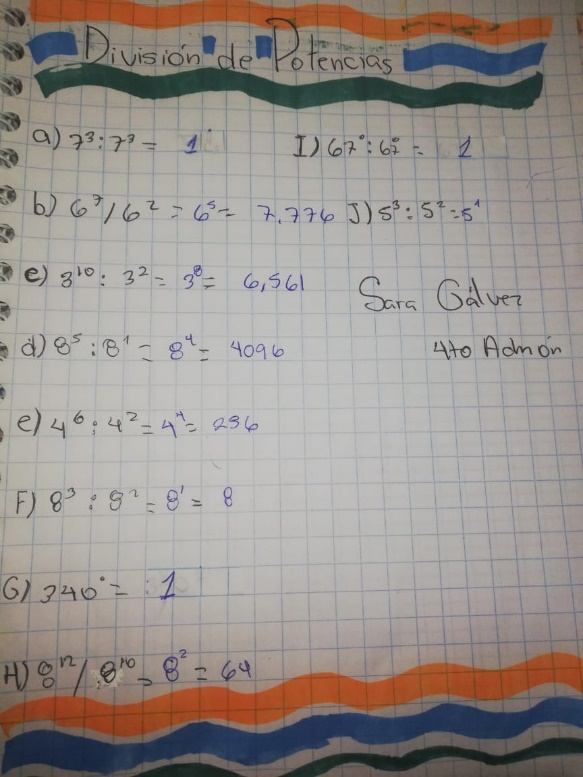 División de Potencias
a) 7³:7³ = 1
I) 67°:67° = 1
b) 6⁷/6² = 6⁵ = 7.776
J) 5³:5²=5¹
e) 3¹⁰: 3² = 3⁸ = 6,561
Sara Gálvez
d) 8⁵:8¹ = 8⁴ = 4096
4to Admón
e) 4⁶:4² = 4⁴ = 256
F) 8³:8² = 8¹ = 8
G) 340° = 1
H) 8¹²/8¹⁰ = 8² = 64